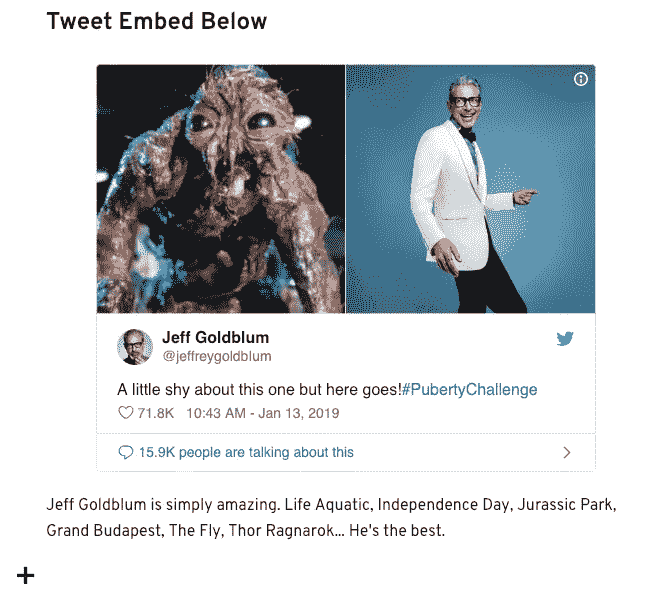 Tweet Embed Below
Jeff Goldblum
@jeffreygoldblum
A little shy about this one but here goes!#PubertyChallenge
71.8K 10:43 AM - Jan 13, 2019
15.9K people are talking about this
Jeff Goldblum is simply amazing. Life Aquatic, Independence Day, Jurassic Park,
Grand Budapest, The Fly, Thor Ragnarok... He's the best.